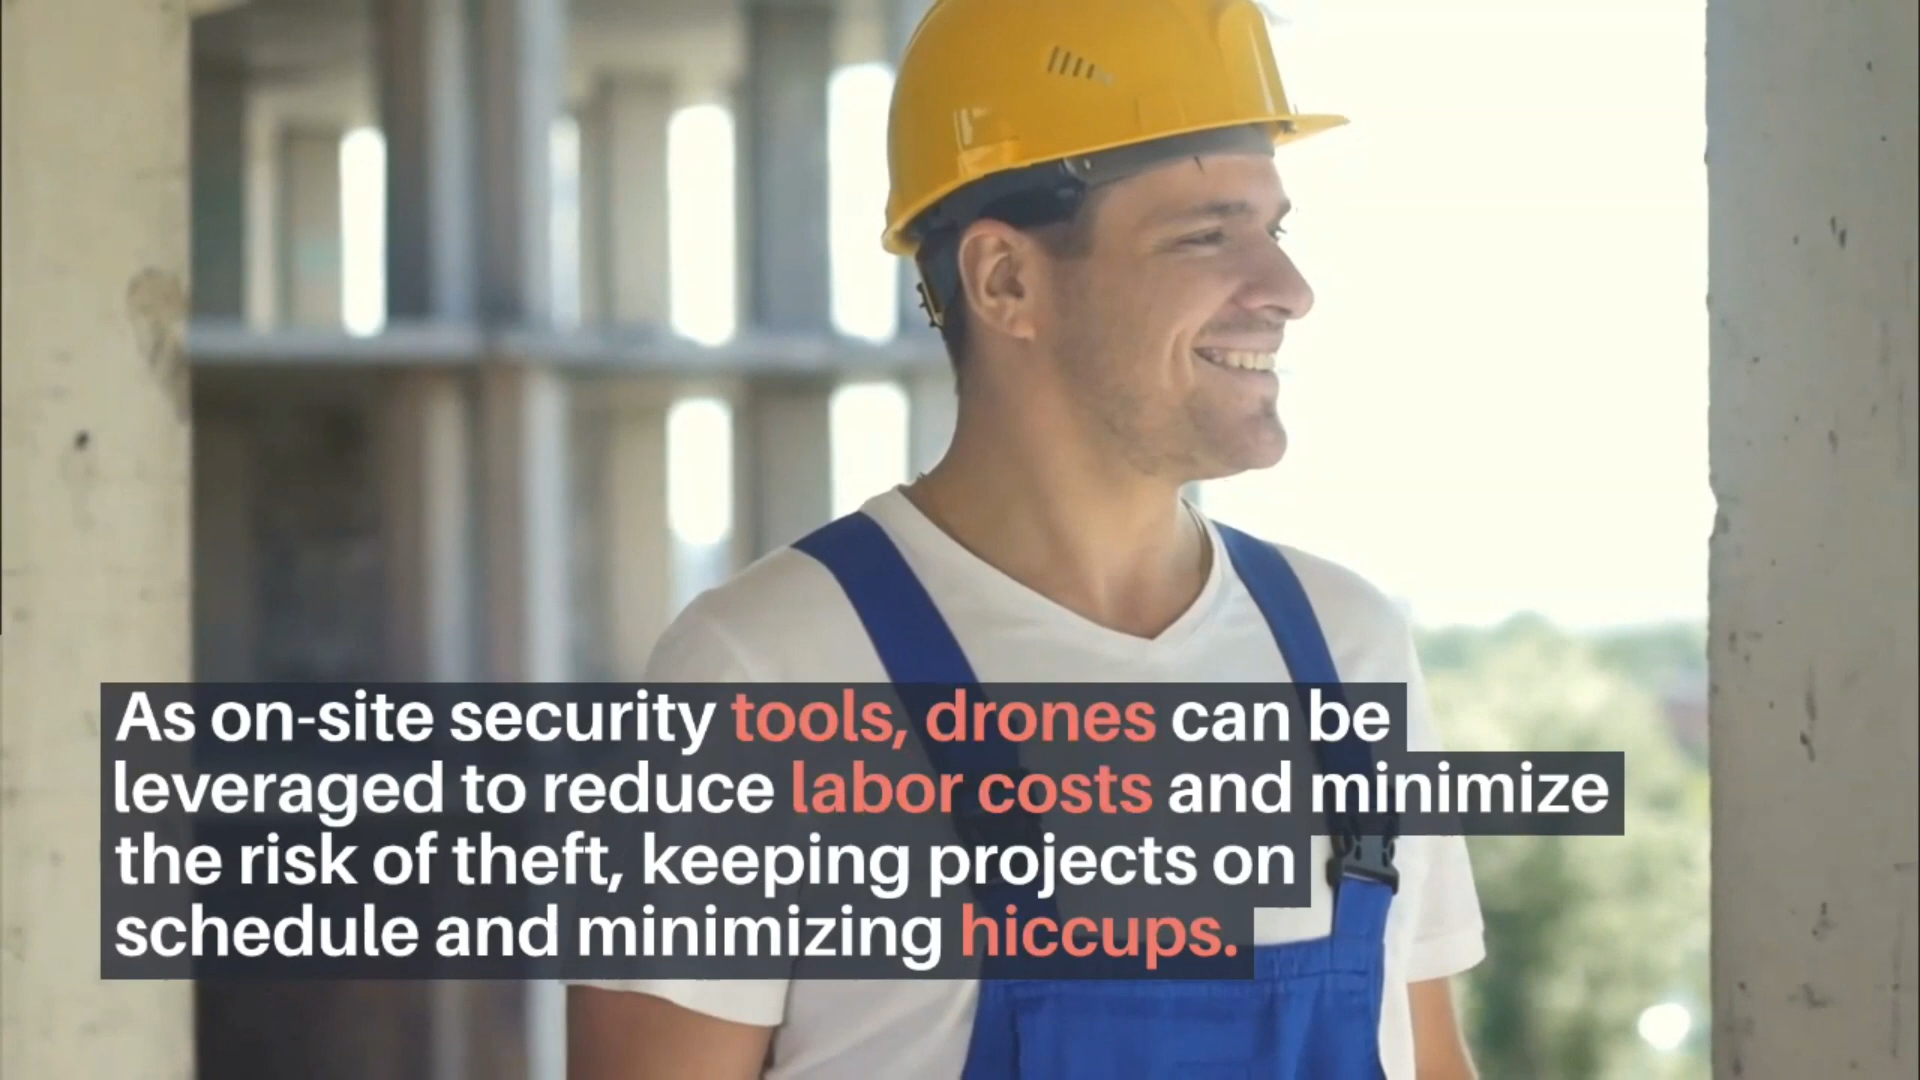 As on-site security tools, drones can be
leveraged to reduce labor costs and minimize
the risk of theft, keeping projects on
schedule and minimizing hiccups.